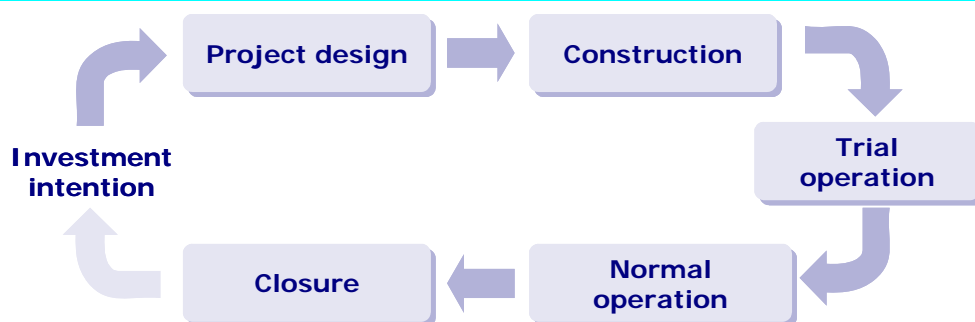 Project design
Construction
Trial
operation
Normal
operation
Closure
Investment
intention